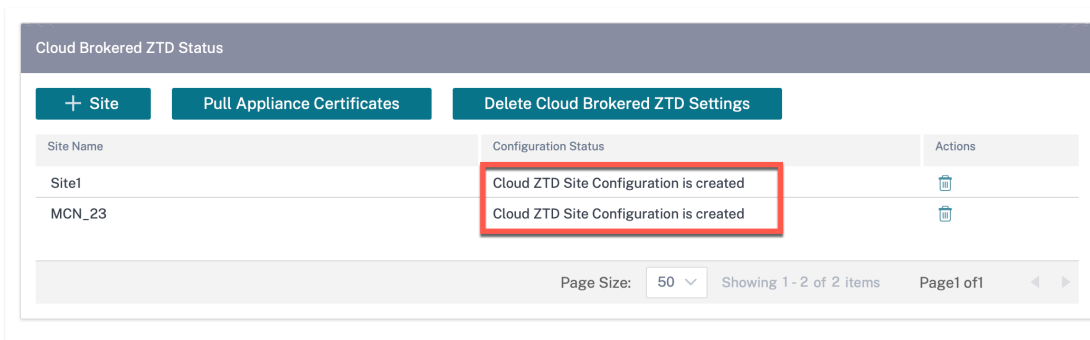 Cloud Brokered ZTD Status
+ Site Pull Appliance Certificates Delete Cloud Brokered ZTD Settings
Site Name Configuration Status Actions
Site1 Cloud ZTD Site Configuration is created
MCN_23 Cloud ZTD Site Configuration is created
Page Size: 50 Showing 1 - 2 of 2 items Page1 of1